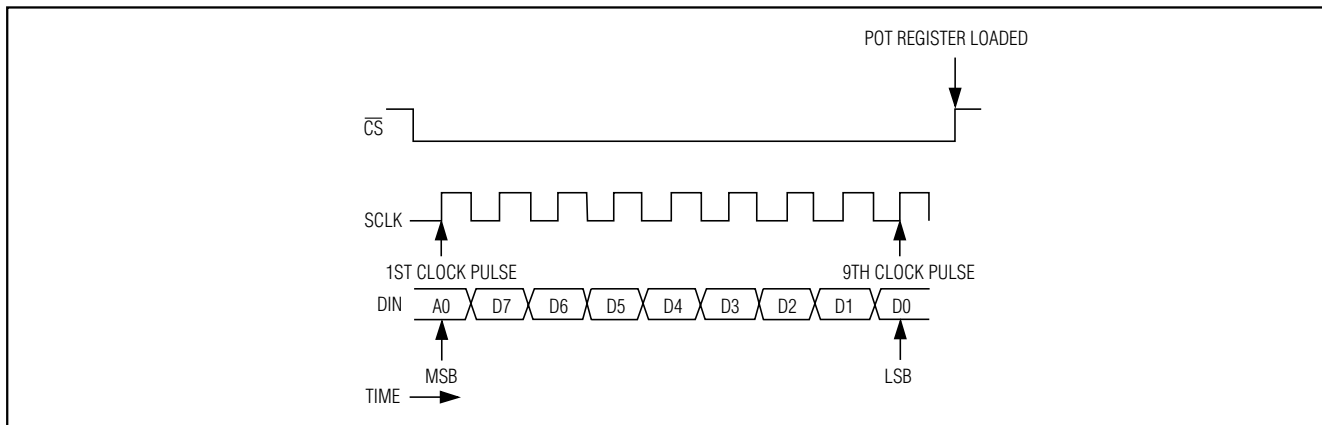 POT REGISTER LOADED
CS
SCLK
1ST CLOCK PULSE 9TH CLOCK PULSE
DIN A0 D7 D6 D5 D4 D3 D2 D1 D0
MSB LSB
TIME